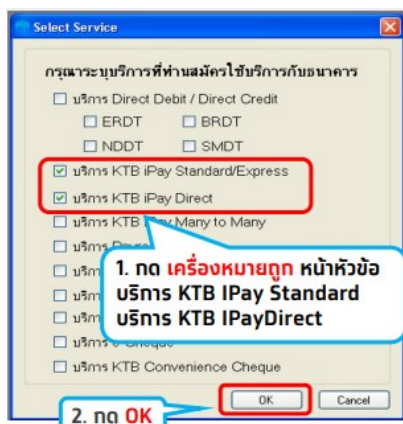 Select Service
กรุณาระบุบริการที่ท่านสมัครใช้บริการกับธนาคาร
บริการ Direct Debit / Direct Credit
ERDT BRDT
NDDT SMDT
บริการ KTB iPay Standard/Express
บริการ KTB iPay Direct
บริการ KTB Many to Many
บริการ
บริการ
บริการ
บริการ
บริการ
บริการ KTB Convenience Cheque
1. กด เครื่องหมายถูก หน้าหัวข้อ
บริการ KTB IPay Standard
บริการ KTB IPayDirect
OK Cancel
2. กด OK